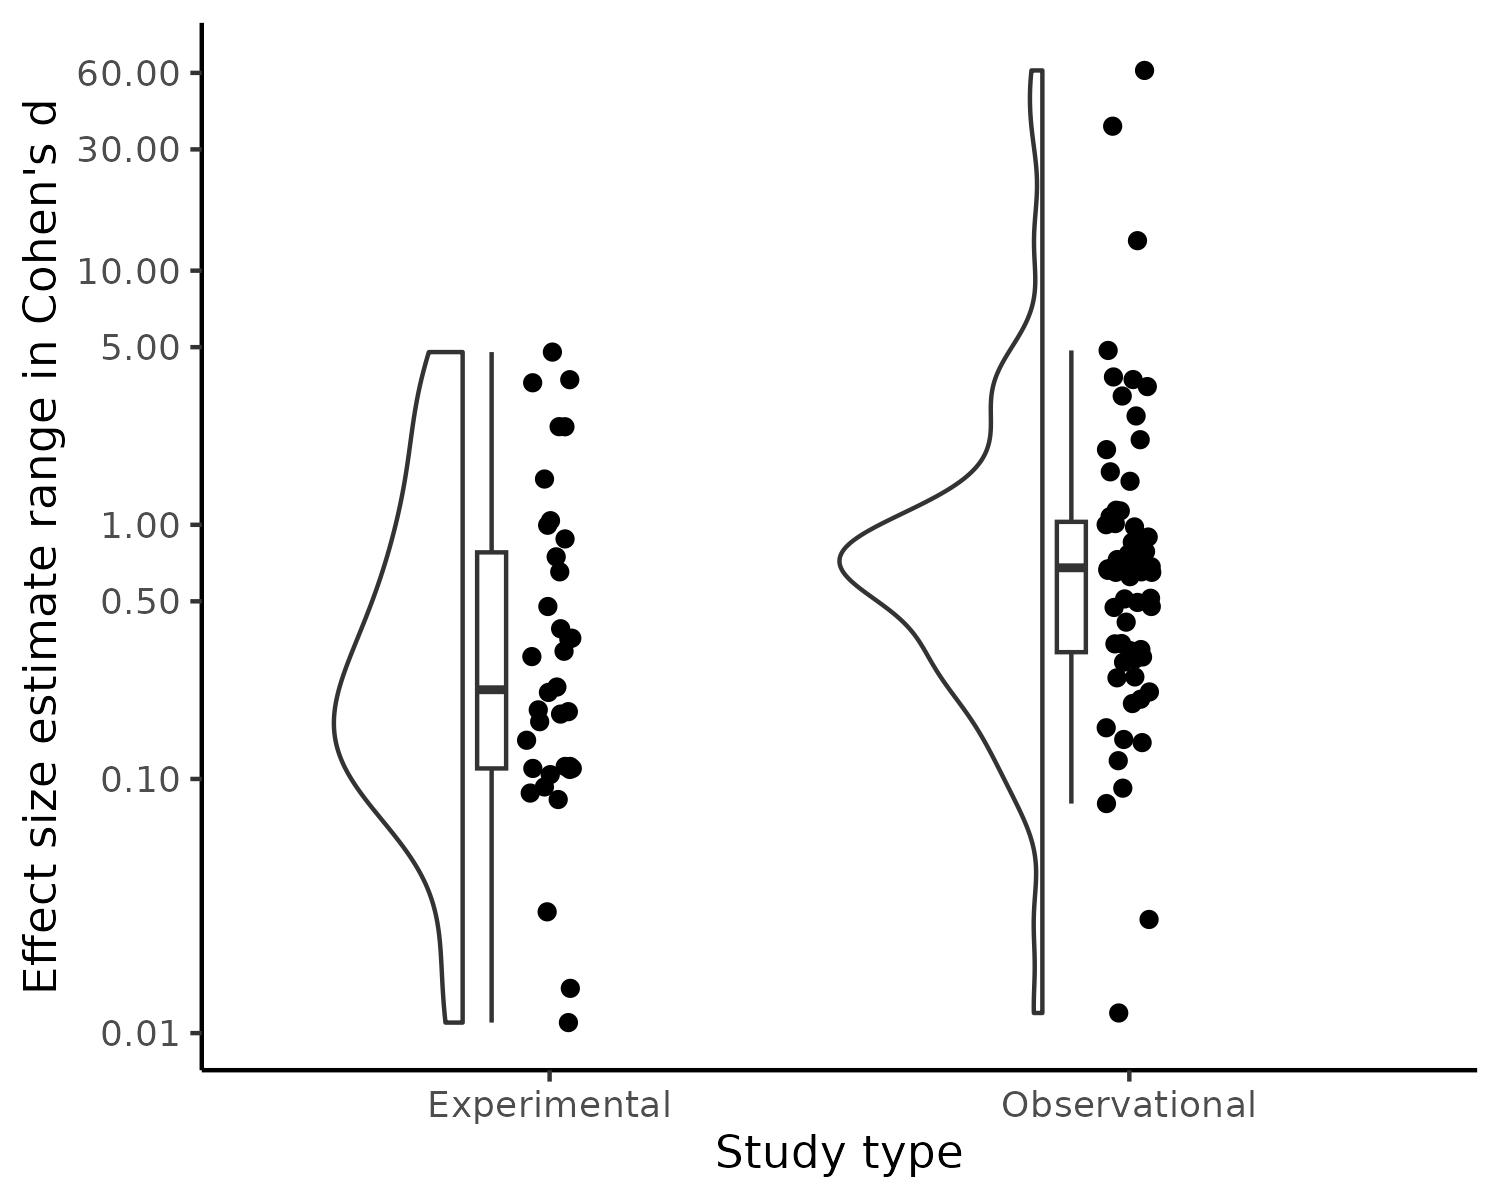 Effect size estimate range in Cohen's d
60.00
30.00
10.00
5.00
1.00
0.50
0.10
0.01
Experimental
Observational
Study type